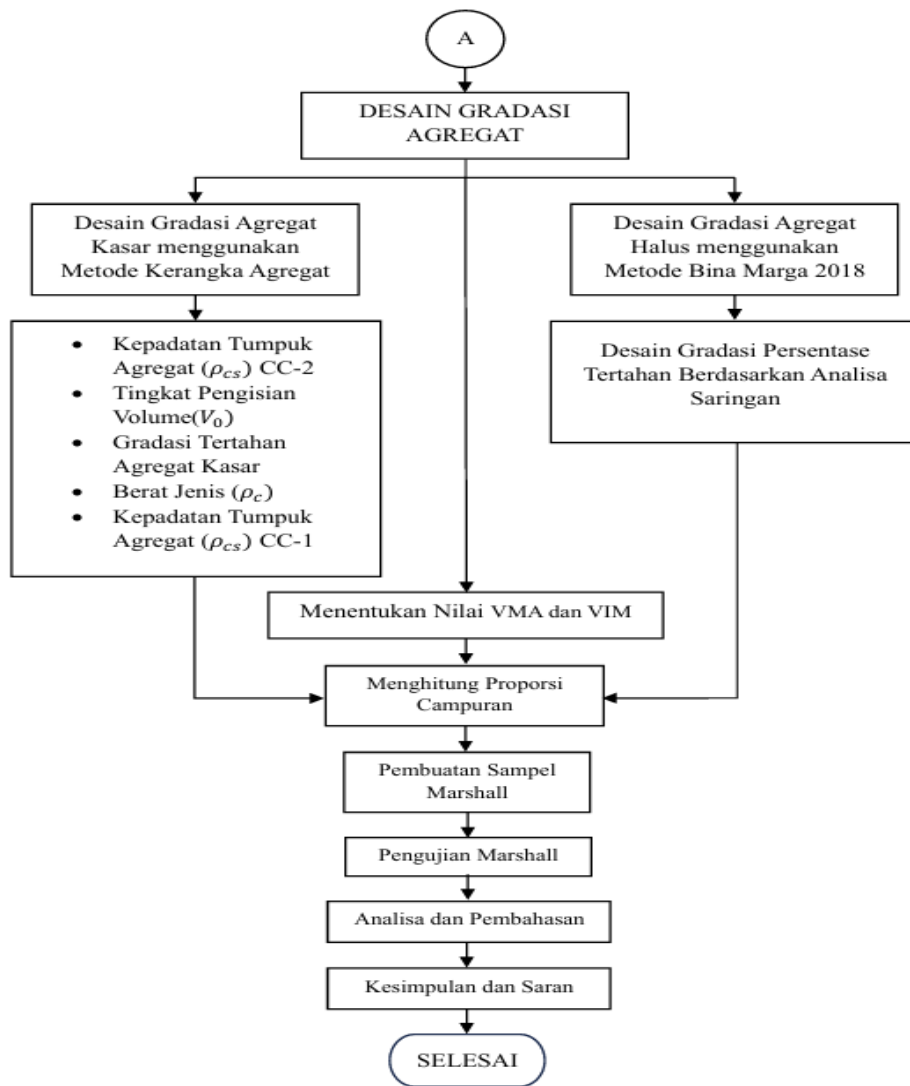 A
DESAIN GRADASI
AGREGAT
Desain Gradasi Agregat
Kasar menggunakan
Metode Kerangka Agregat
Desain Gradasi Agregat
Halus menggunakan
Metode Bina Marga 2018
• Kepadatan Tumpuk
Agregat (ρcs) CC-2
• Tingkat Pengisian
Volume(V0)
• Gradasi Tertahan
Agregat Kasar
• Berat Jenis (ρc)
• Kepadatan Tumpuk
Agregat (ρcs) CC-1
Desain Gradasi Persentase
Tertahan Berdasarkan Analisa
Saringan
Menentukan Nilai VMA dan VIM
Menghitung Proporsi
Campuran
Pembuatan Sampel
Marshall
Pengujian Marshall
Analisa dan Pembahasan
Kesimpulan dan Saran
SELESAI